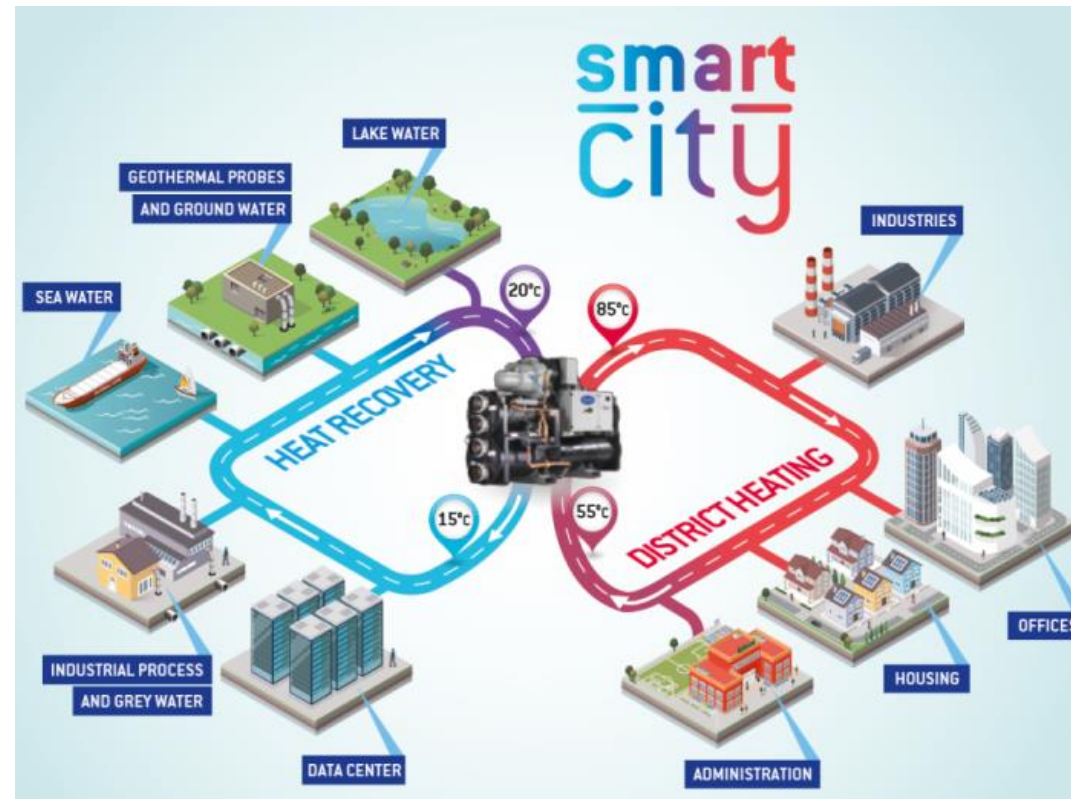 smart
city
LAKE WATER
GEOTHERMAL PROBES
AND GROUND WATER
INDUSTRIES
SEA WATER
20°C
85°C
HEAT RECOVERY
DISTRICT HEATING
15°C
55°C
OFFICES
INDUSTRIAL PROCESS
AND GREY WATER
HOUSING
DATA CENTER
ADMINISTRATION